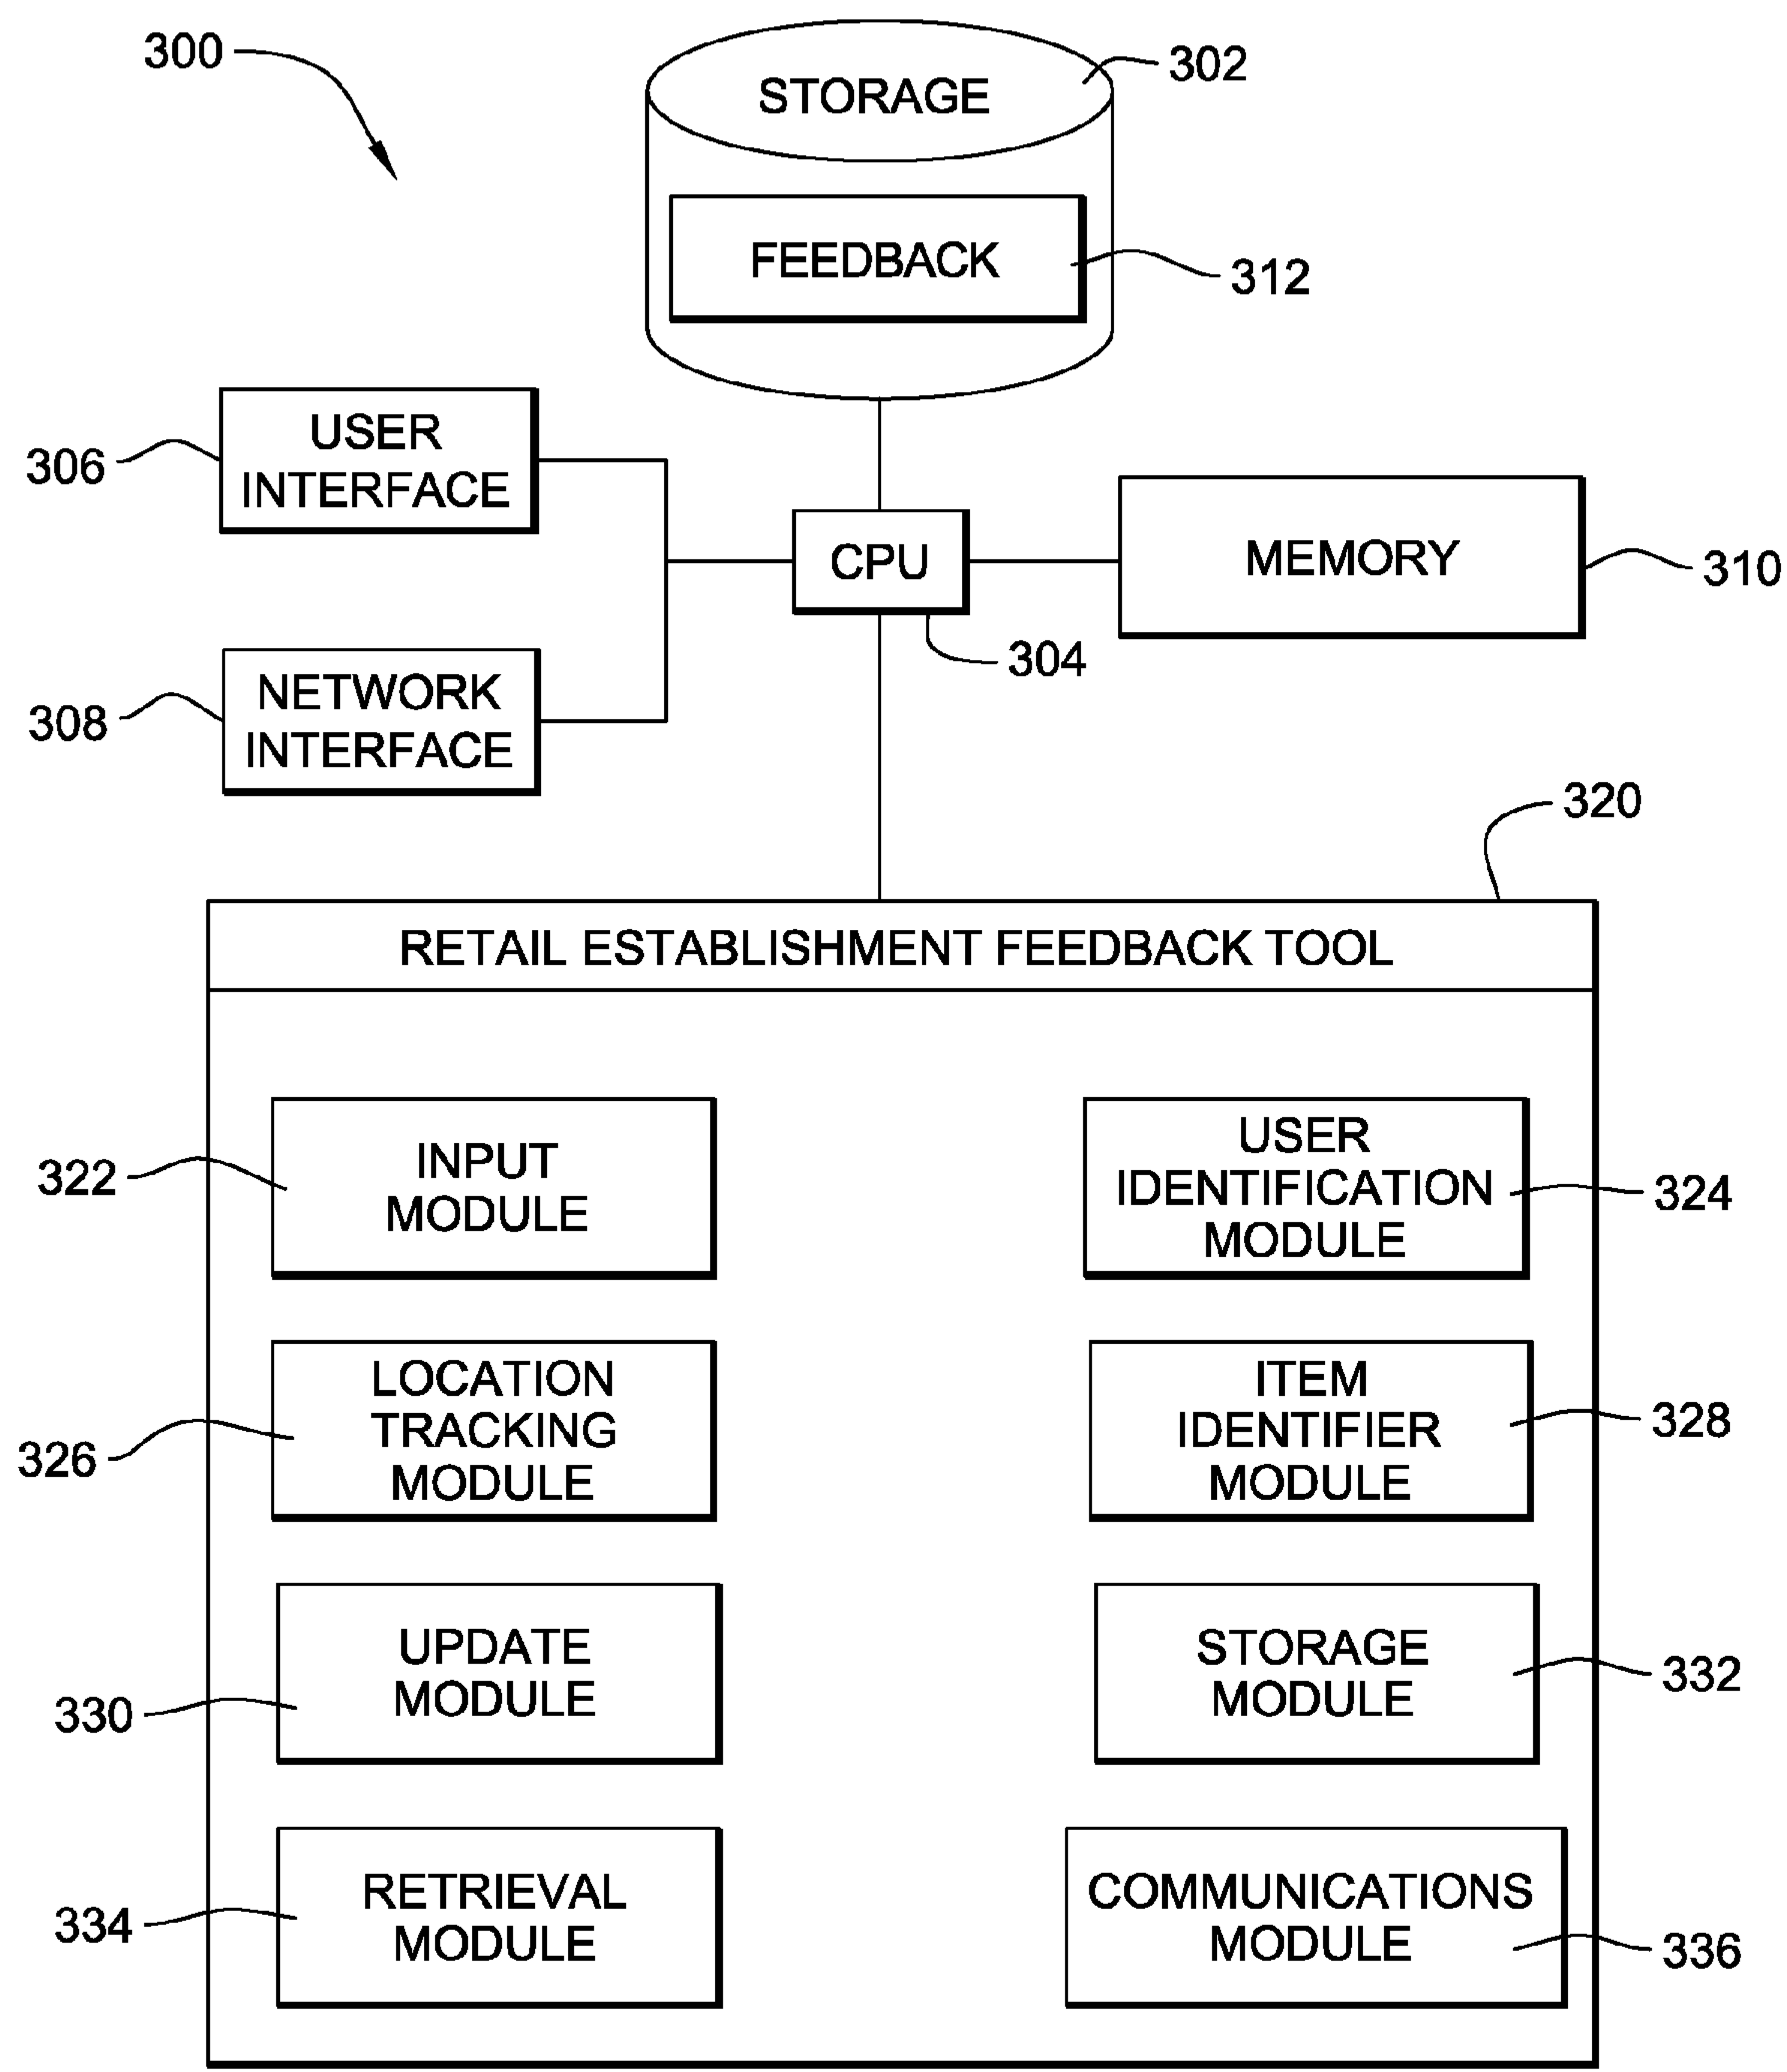 300
STORAGE
302
FEEDBACK
312
USER
INTERFACE
306
CPU
304
MEMORY
310
NETWORK
INTERFACE
308
320
RETAIL ESTABLISHMENT FEEDBACK TOOL
INPUT
MODULE
322
USER
IDENTIFICATION
MODULE
324
LOCATION
TRACKING
MODULE
326
ITEM
IDENTIFIER
MODULE
328
UPDATE
MODULE
330
STORAGE
MODULE
332
RETRIEVAL
MODULE
334
COMMUNICATIONS
MODULE
336